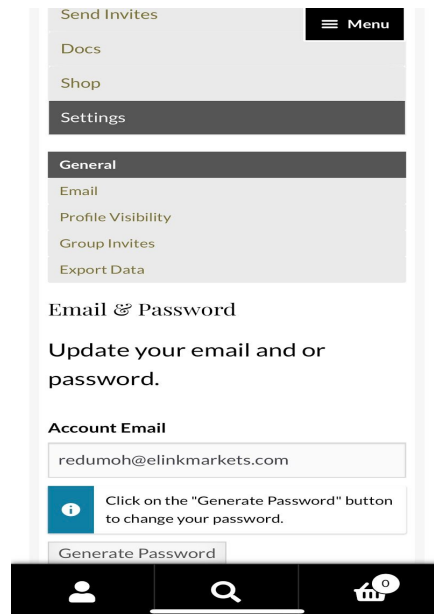 Send Invites
Menu
Docs
Shop
Settings
General
Email
Profile Visibility
Group Invites
Export Data
Email & Password
Update your email and or
password.
Account Email
redumoh@elinkmarkets.com
Click on the "Generate Password" button
to change your password.
Generate Password
0